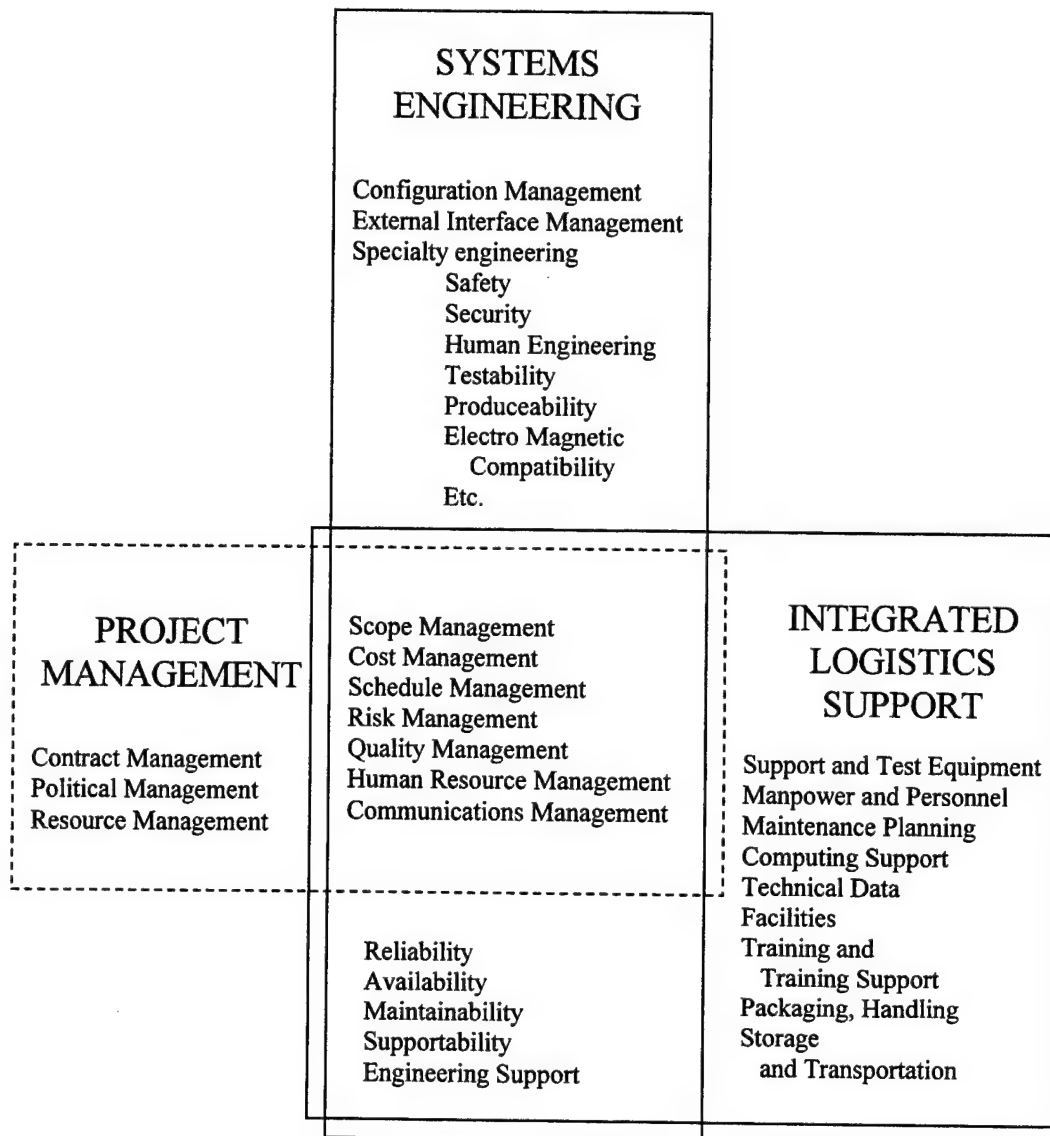 SYSTEMS
ENGINEERING
Configuration Management
External Interface Management
Specialty engineering
Safety
Security
Human Engineering
Testability
Produceability
Electro Magnetic
Compatibility
Etc.
PROJECT
MANAGEMENT
Contract Management
Political Management
Resource Management
Scope Management
Cost Management
Schedule Management
Risk Management
Quality Management
Human Resource Management
Communications Management
Reliability
Availability
Maintainability
Supportability
Engineering Support
INTEGRATED
LOGISTICS
SUPPORT
Support and Test Equipment
Manpower and Personnel
Maintenance Planning
Computing Support
Technical Data
Facilities
Training and
Training Support
Packaging, Handling
Storage
and Transportation